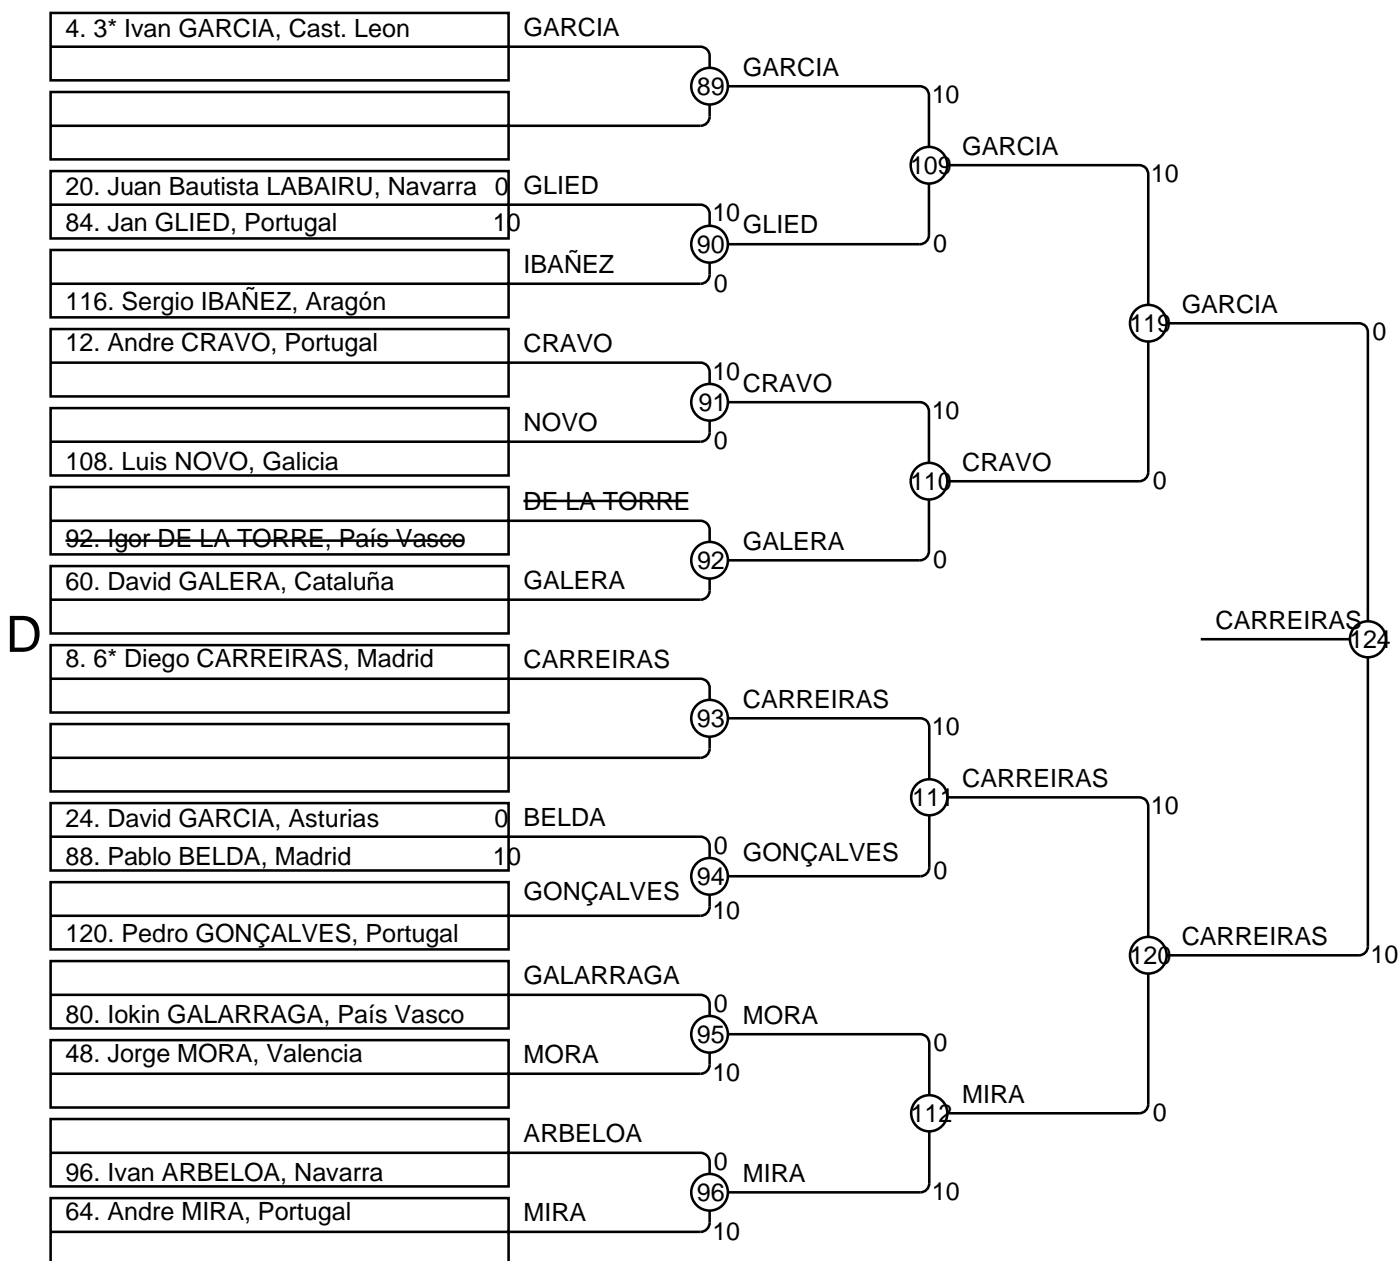 4. 3* Ivan GARCIA, Cast. Leon
GARCIA
89
GARCIA
10
20. Juan Bautista LABAIRU, Navarra 0
84. Jan GLIED, Portugal 10
GLIED
10
90
GLIED
0
IBAÑEZ
0
116. Sergio IBAÑEZ, Aragón
109
GARCIA
10
12. Andre CRAVO, Portugal
CRAVO
10
91
CRAVO
10
NOVO
0
108. Luis NOVO, Galicia
110
CRAVO
0
DE LA TORRE
92. Igor DE LA TORRE, País Vasco
92
GALERA
0
60. David GALERA, Cataluña
GALERA
119
GARCIA
0
D
CARREIRAS
124
8. 6* Diego CARREIRAS, Madrid
CARREIRAS
93
CARREIRAS
10
111
CARREIRAS
10
24. David GARCIA, Asturias 0
88. Pablo BELDA, Madrid 10
BELDA
0
94
GONÇALVES
0
GONÇALVES
10
120. Pedro GONÇALVES, Portugal
120
CARREIRAS
10
GALARRAGA
0
80. Iokin GALARRAGA, País Vasco
95
MORA
0
48. Jorge MORA, Valencia
MORA
10
112
MIRA
0
ARBELOA
0
96. Ivan ARBELOA, Navarra
96
MIRA
10
64. Andre MIRA, Portugal
MIRA
10